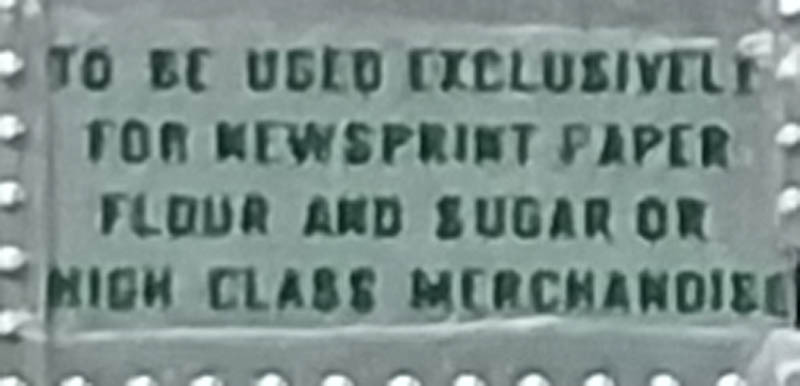 TO BE USED EXCLUSIVELY
FOR NEWSPRINT PAPER
FLOUR AND SUGAR OR
HIGH CLASS MERCHANDISE